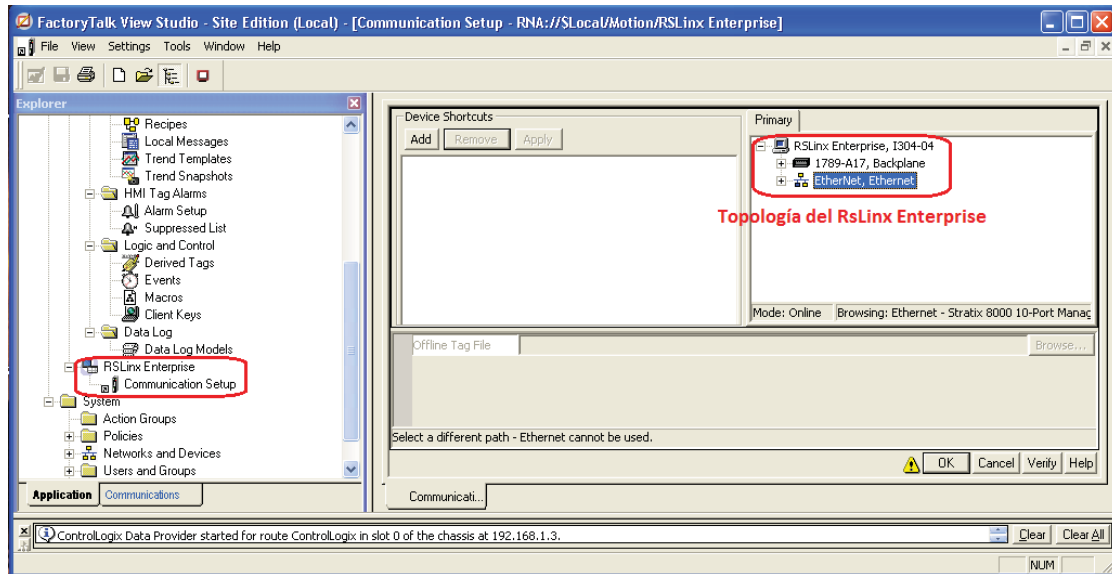 FactoryTalk View Studio - Site Edition (Local) - [Communication Setup - RNA://$Local/Motion/RSLinx Enterprise]
File View Settings Tools Window Help
Explorer
Recipes
Local Messages
Trend Templates
Trend Snapshots
HMI Tag Alarms
Alarm Setup
Suppressed List
Logic and Control
Derived Tags
Events
Macros
Client Keys
Data Log
Data Log Models
RSLinx Enterprise
Communication Setup
System
Action Groups
Policies
Networks and Devices
Users and Groups
Application Communications
Device Shortcuts
Add Remove Apply
Primary
RSLinx Enterprise, I304-04
1789-A17, Backplane
EtherNet, Ethernet
Topología del RsLinx Enterprise
Mode: Online Browsing: Ethernet - Stratix 8000 10-Port Manag
Offline Tag File Browse...
Select a different path - Ethernet cannot be used.
OK Cancel Verify Help
Communicati...
ControlLogix Data Provider started for route ControlLogix in slot 0 of the chassis at 192.168.1.3.
Clear Clear All
NUM